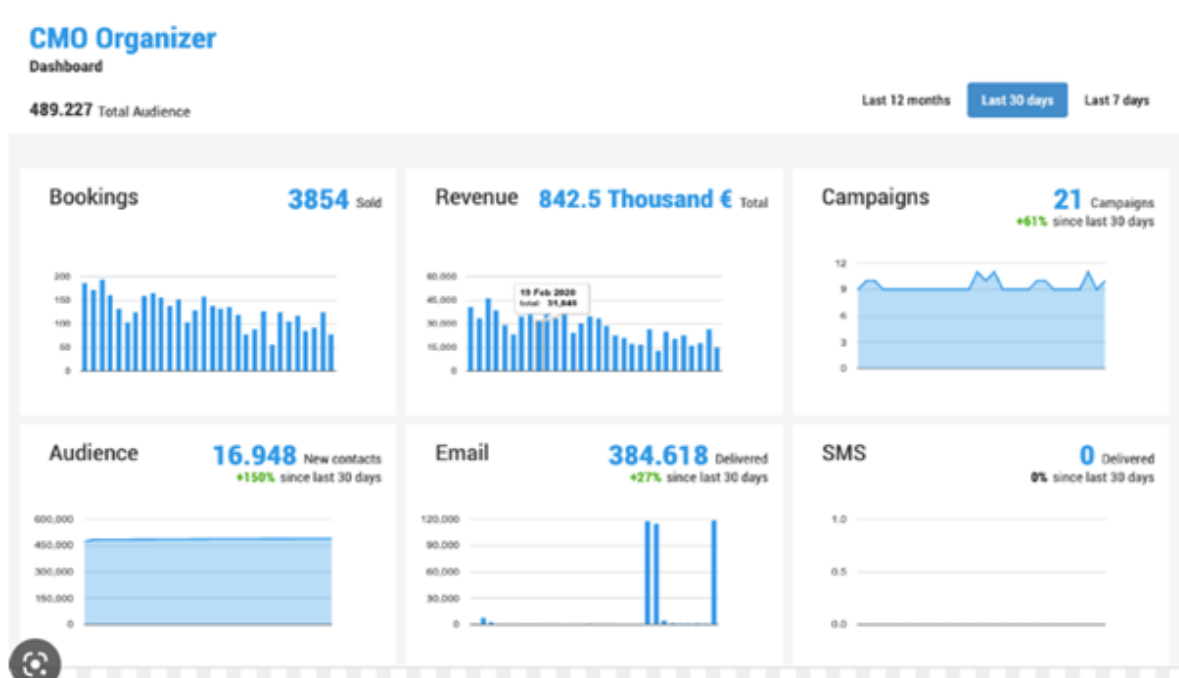 CMO Organizer
Dashboard
489.227 Total Audience
Last 12 months
Last 30 days
Last 7 days
Bookings
3854 Sold
200
150
100
50
0
Revenue
842.5 Thousand € Total
60,000
45,000
30,000
15,000
0
19 Feb 2020
total: 31,845
Campaigns
21 Campaigns
+61% since last 30 days
12
9
6
3
0
Audience
16.948 New contacts
+150% since last 30 days
600,000
450,000
300,000
150,000
0
Email
384.618 Delivered
+27% since last 30 days
120,000
90,000
60,000
30,000
0
SMS
0 Delivered
0% since last 30 days
1.0
0.5
0.0